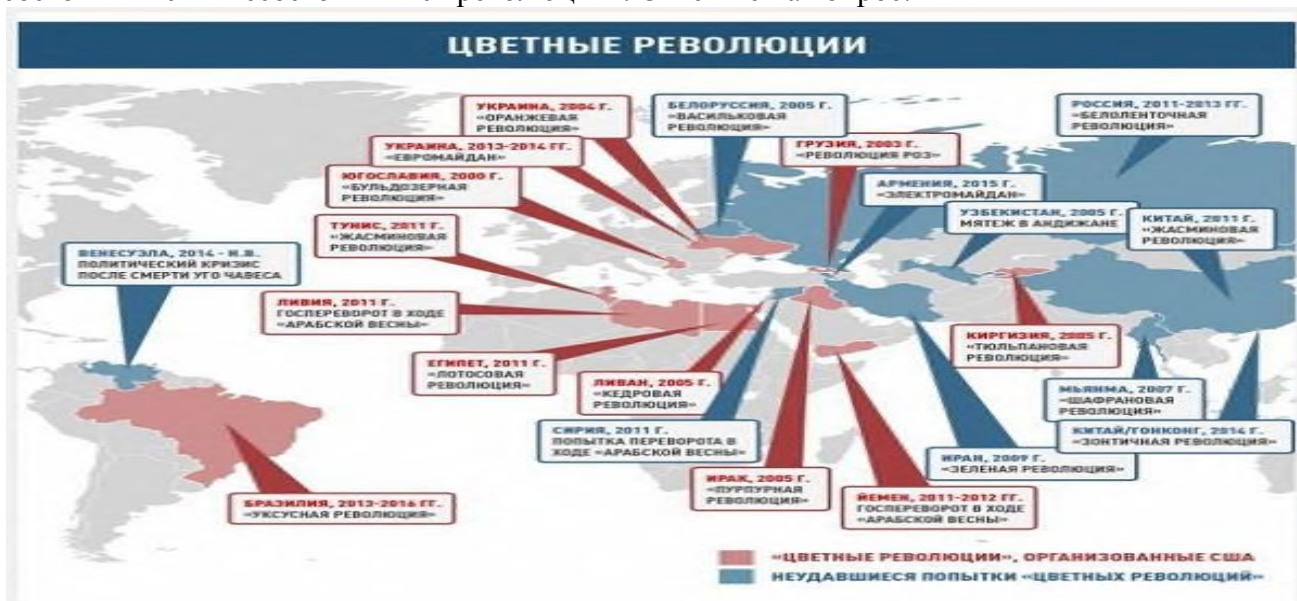 ЦВЕТНЫЕ РЕВОЛЮЦИИ
УКРАИНА, 2004 Г.
«ОРАНЖЕВАЯ
РЕВОЛЮЦИЯ»
БЕЛОРУССИЯ, 2005 Г.
«ВАСИЛЬКОВАЯ
РЕВОЛЮЦИЯ»
РОССИЯ, 2011-2013 ГГ.
«БЕЛОЛЕНТОЧНАЯ
РЕВОЛЮЦИЯ»
УКРАИНА, 2013-2014 ГГ.
«ЕВРОМАЙДАН»
ГРУЗИЯ, 2003 Г.
«РЕВОЛЮЦИЯ РОЗ»
ЮГОСЛАВИЯ, 2000 Г.
«БУЛЬДОЗЕРНАЯ
РЕВОЛЮЦИЯ»
АРМЕНИЯ, 2015 Г.
«ЭЛЕКТРОМАЙДАН»
УЗБЕКИСТАН, 2005 Г.
МЯТЕЖ В АНДИЖАНЕ
КИТАЙ, 2011 Г.
«ЖАСМИНОВАЯ
РЕВОЛЮЦИЯ»
ТУНИС, 2011 Г.
«ЖАСМИНОВАЯ
РЕВОЛЮЦИЯ»
ВЕНЕСУЭЛА, 2014 - Н.В.
ПОЛИТИЧЕСКИЙ КРИЗИС
ПОСЛЕ СМЕРТИ УГО ЧАВЕСА
ЛИВИЯ, 2011 Г.
ГОСПЕРЕВОРОТ В ХОДЕ
«АРАБСКОЙ ВЕСНЫ»
КИРГИЗИЯ, 2005 Г.
«ТЮЛЬПАНОВАЯ
РЕВОЛЮЦИЯ»
ЕГИПЕТ, 2011 Г.
«ЛОТОСОВАЯ
РЕВОЛЮЦИЯ»
ЛИВАН, 2005 Г.
«КЕДРОВАЯ
РЕВОЛЮЦИЯ»
МЬЯНМА, 2007 Г.
«ШАФРАНОВАЯ
РЕВОЛЮЦИЯ»
СИРИЯ, 2011 Г.
ПОПЫТКА ПЕРЕВОРОТА В
ХОДЕ «АРАБСКОЙ ВЕСНЫ»
КИТАЙ/ГОНКОНГ, 2014 Г.
«ЗОНТИЧНАЯ РЕВОЛЮЦИЯ»
ИРАН, 2009 Г.
«ЗЕЛЕНАЯ РЕВОЛЮЦИЯ»
ИРАК, 2005 Г.
«ПУРПУРНАЯ
РЕВОЛЮЦИЯ»
ЙЕМЕН, 2011-2012 ГГ.
ГОСПЕРЕВОРОТ В ХОДЕ
«АРАБСКОЙ ВЕСНЫ»
БРАЗИЛИЯ, 2013-2016 ГГ.
«УКСУСНАЯ РЕВОЛЮЦИЯ»
«ЦВЕТНЫЕ РЕВОЛЮЦИИ», ОРГАНИЗОВАННЫЕ США
НЕУДАВШИЕСЯ ПОПЫТКИ «ЦВЕТНЫХ РЕВОЛЮЦИЙ»